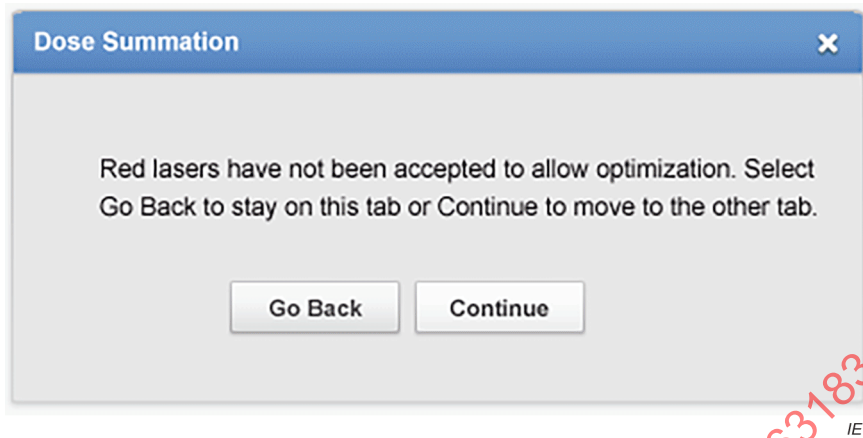 Dose Summation
Red lasers have not been accepted to allow optimization. Select
Go Back to stay on this tab or Continue to move to the other tab.
Go Back
Continue
63183
IE